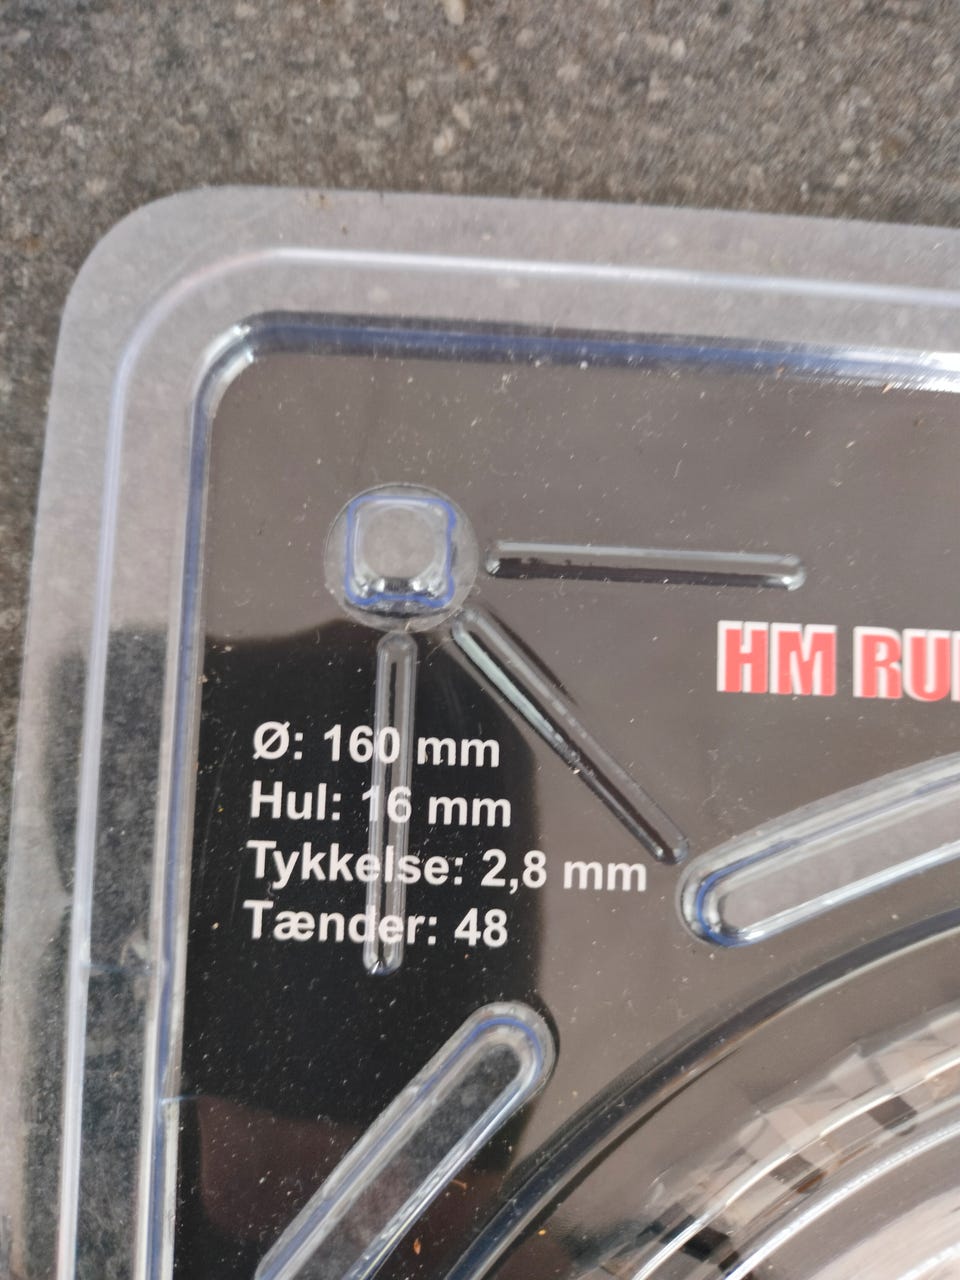 HM RU
Ø: 160 mm
Hul: 16 mm
Tykkelse: 2,8 mm
Tænder: 48